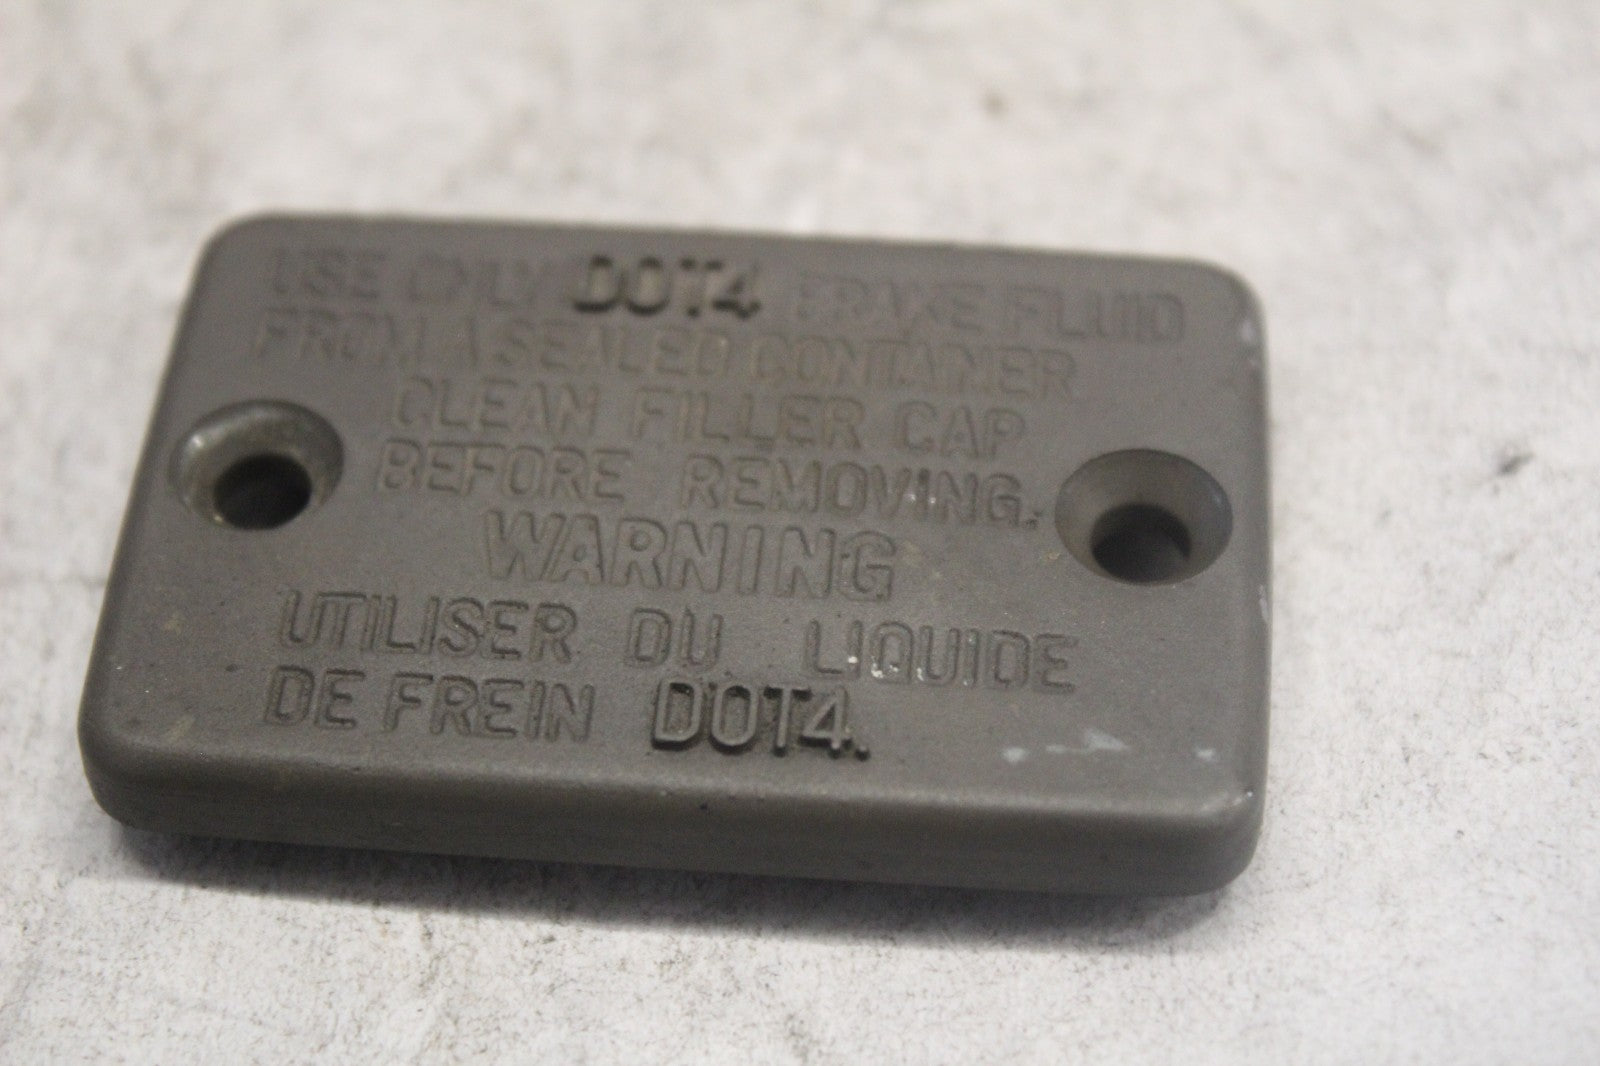 USE ONLY DOT4 BRAKE FLUID
FROM A SEALED CONTAINER
CLEAN FILLER CAP
BEFORE REMOVING.
WARNING
UTILISER DU LIQUIDE
DE FREIN DOT4.